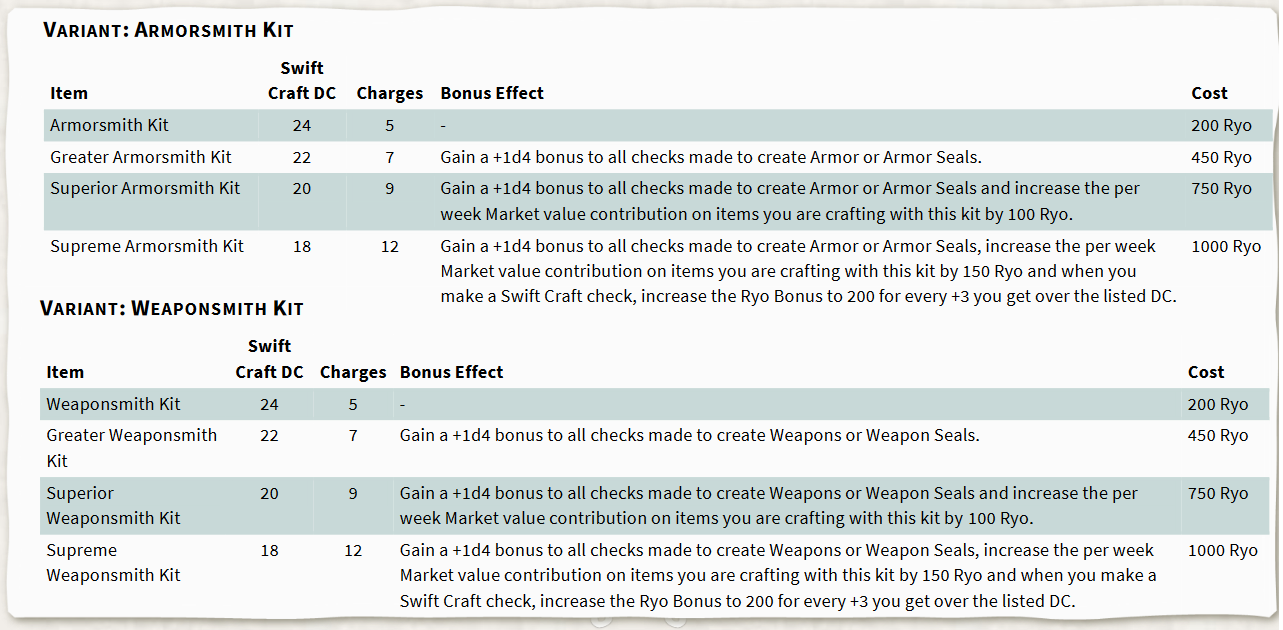 VARIANT: ARMORSMITH KIT
Swift
Item Craft DC Charges Bonus Effect Cost
Armorsmith Kit 24 5 - 200 Ryo
Greater Armorsmith Kit 22 7 Gain a +1d4 bonus to all checks made to create Armor or Armor Seals. 450 Ryo
Superior Armorsmith Kit 20 9 Gain a +1d4 bonus to all checks made to create Armor or Armor Seals and increase the per 750 Ryo
week Market value contribution on items you are crafting with this kit by 100 Ryo.
Supreme Armorsmith Kit 18 12 Gain a +1d4 bonus to all checks made to create Armor or Armor Seals, increase the per week 1000 Ryo
Market value contribution on items you are crafting with this kit by 150 Ryo and when you
make a Swift Craft check, increase the Ryo Bonus to 200 for every +3 you get over the listed DC.
VARIANT: WEAPONSMITH KIT
Swift
Item Craft DC Charges Bonus Effect Cost
Weaponsmith Kit 24 5 - 200 Ryo
Greater Weaponsmith 22 7 Gain a +1d4 bonus to all checks made to create Weapons or Weapon Seals. 450 Ryo
Kit
Superior 20 9 Gain a +1d4 bonus to all checks made to create Weapons or Weapon Seals and increase the per 750 Ryo
Weaponsmith Kit week Market value contribution on items you are crafting with this kit by 100 Ryo.
Supreme 18 12 Gain a +1d4 bonus to all checks made to create Weapons or Weapon Seals, increase the per week 1000 Ryo
Weaponsmith Kit Market value contribution on items you are crafting with this kit by 150 Ryo and when you make a
Swift Craft check, increase the Ryo Bonus to 200 for every +3 you get over the listed DC.